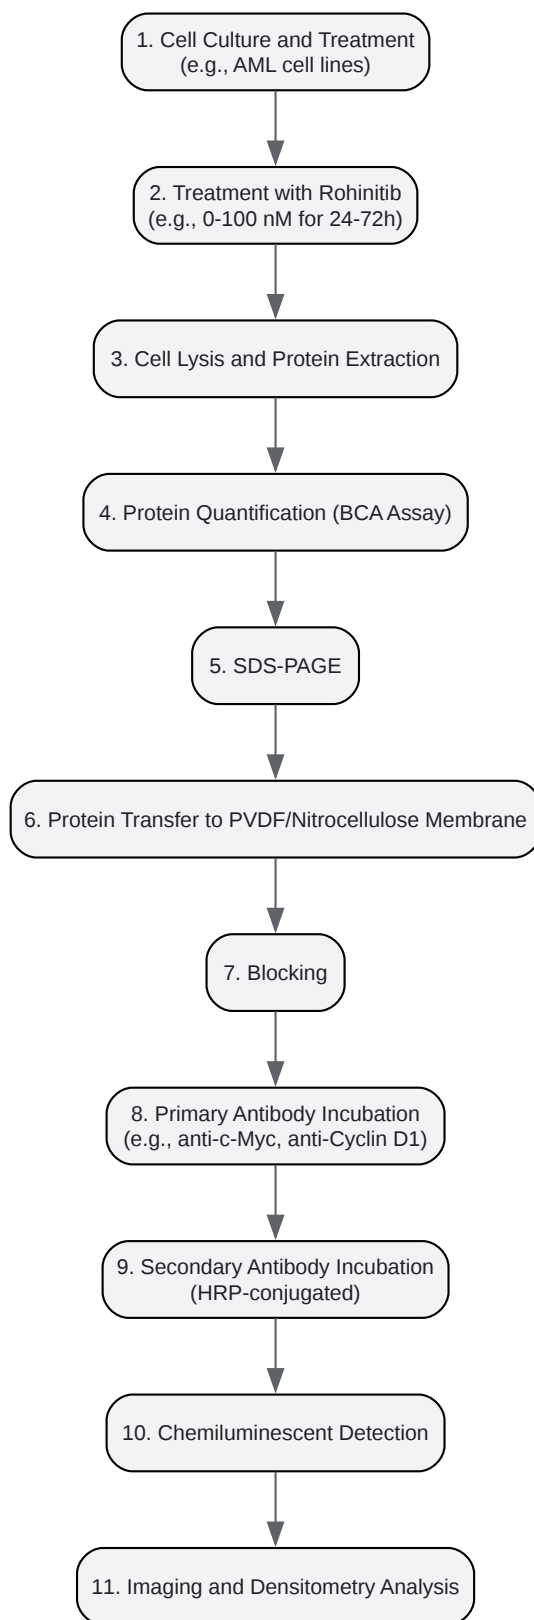 1. Cell Culture and Treatment
(e.g., AML cell lines)
2. Treatment with Rohinitib
(e.g., 0-100 nM for 24-72h)
3. Cell Lysis and Protein Extraction
4. Protein Quantification (BCA Assay)
5. SDS-PAGE
6. Protein Transfer to PVDF/Nitrocellulose Membrane
7. Blocking
8. Primary Antibody Incubation
(e.g., anti-c-Myc, anti-Cyclin D1)
9. Secondary Antibody Incubation
(HRP-conjugated)
10. Chemiluminescent Detection
11. Imaging and Densitometry Analysis